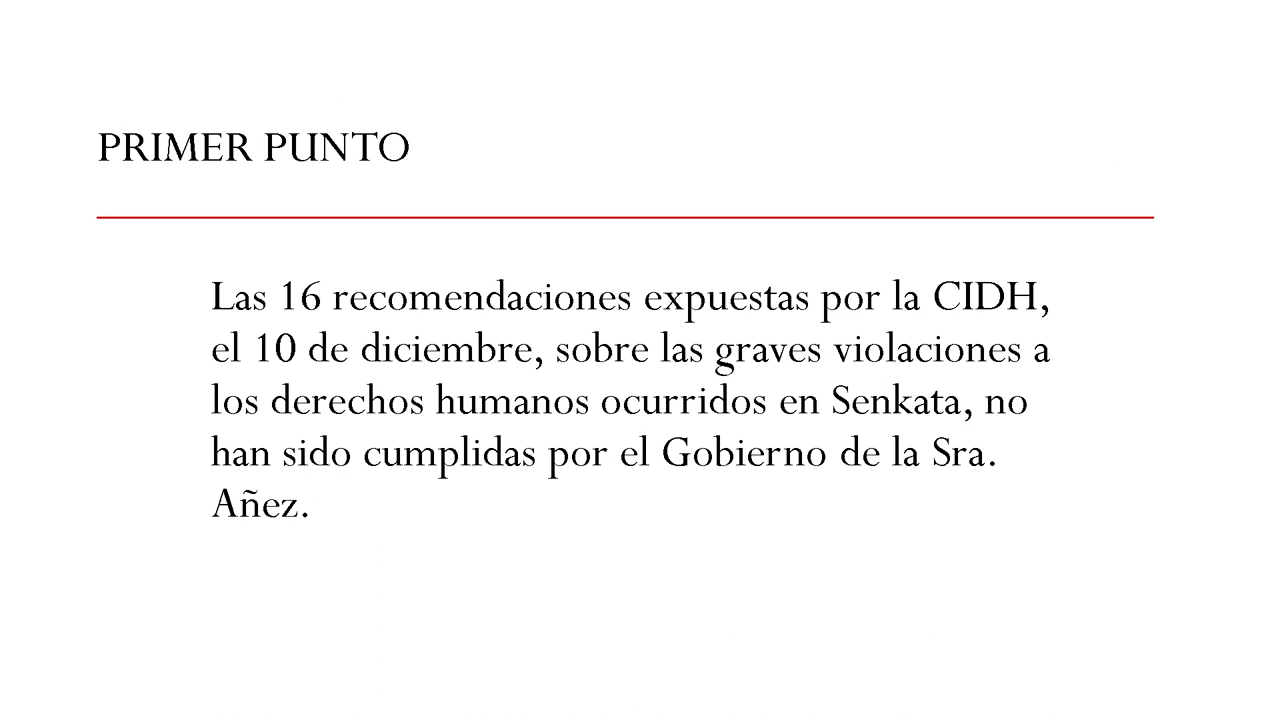 PRIMER PUNTO
Las 16 recomendaciones expuestas por la CIDH,
el 10 de diciembre, sobre las graves violaciones a
los derechos humanos ocurridos en Senkata, no
han sido cumplidas por el Gobierno de la Sra.
Añez.